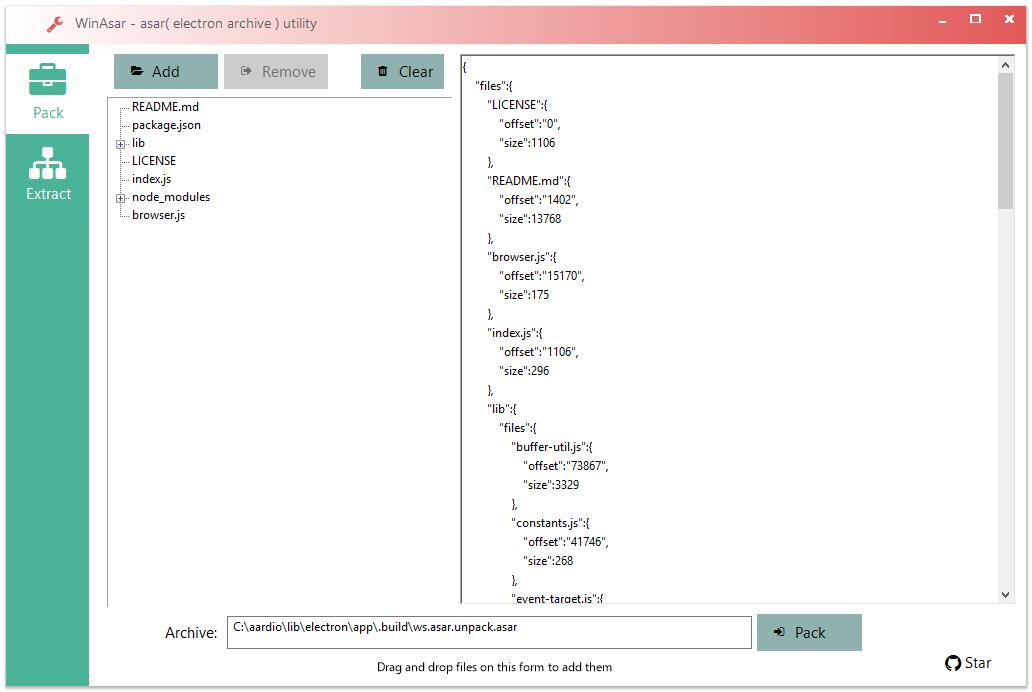 WinAsar - asar( electron archive ) utility
Pack
Extract
Add
Remove
Clear
README.md
package.json
lib
LICENSE
index.js
node_modules
browser.js
{
"files":{
"LICENSE":{
"offset":"0",
"size":1106
},
"README.md":{
"offset":"1402",
"size":13768
},
"browser.js":{
"offset":"15170",
"size":175
},
"index.js":{
"offset":"1106",
"size":296
},
"lib":{
"files":{
"buffer-util.js":{
"offset":"73867",
"size":3329
},
"constants.js":{
"offset":"41746",
"size":268
},
"event-target.js":{
Archive:
C:\aardio\lib\electron\app\.build\ws.asar.unpack.asar
Pack
Drag and drop files on this form to add them
Star